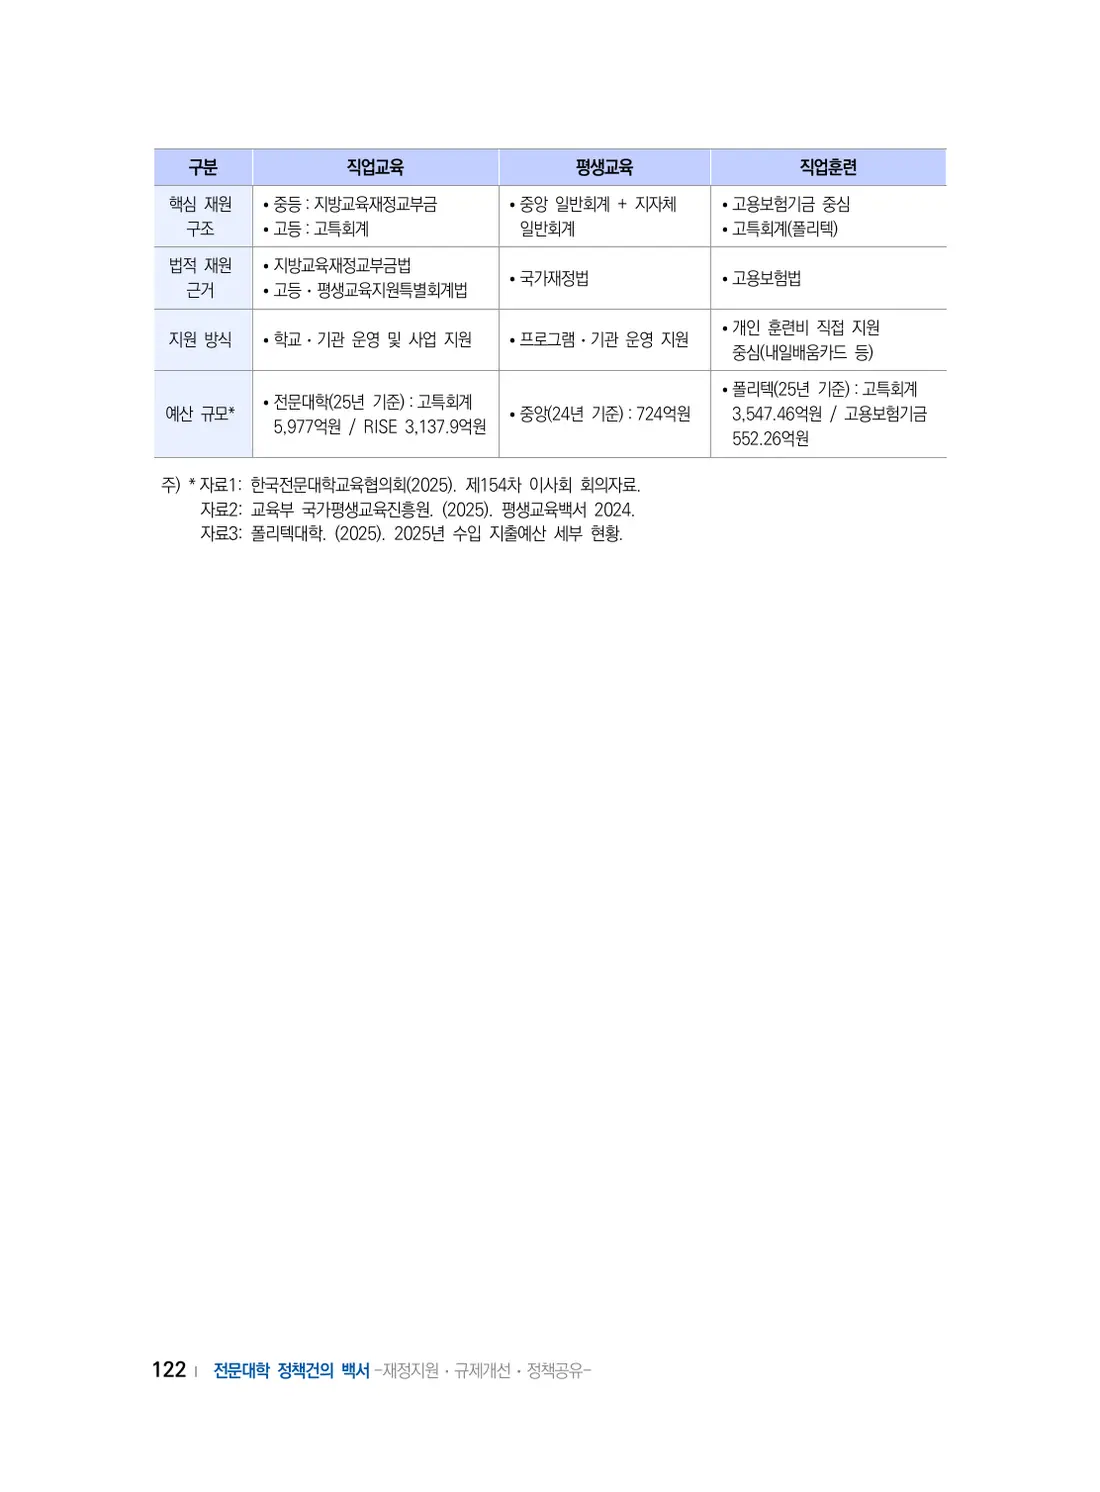 구분 직업교육 평생교육 직업훈련
핵심 재원 구조
• 중등 : 지방교육재정교부금
• 고등 : 고특회계
• 중앙 일반회계 + 지자체
일반회계
• 고용보험기금 중심
• 고특회계(폴리텍)
법적 재원 근거
• 지방교육재정교부금법
• 고등·평생교육지원특별회계법
• 국가재정법
• 고용보험법
지원 방식
• 학교·기관 운영 및 사업 지원
• 프로그램·기관 운영 지원
• 개인 훈련비 직접 지원
중심(내일배움카드 등)
예산 규모*
• 전문대학(25년 기준) : 고특회계
5,977억원 / RISE 3,137.9억원
• 중앙(24년 기준) : 724억원
• 폴리텍(25년 기준) : 고특회계
3,547.46억원 / 고용보험기금
552.26억원
주) * 자료1: 한국전문대학교육협의회(2025). 제154차 이사회 회의자료.
자료2: 교육부 국가평생교육진흥원. (2025). 평생교육백서 2024.
자료3: 폴리텍대학. (2025). 2025년 수입 지출예산 세부 현황.
122 | 전문대학 정책건의 백서 -재정지원·규제개선·정책공유-